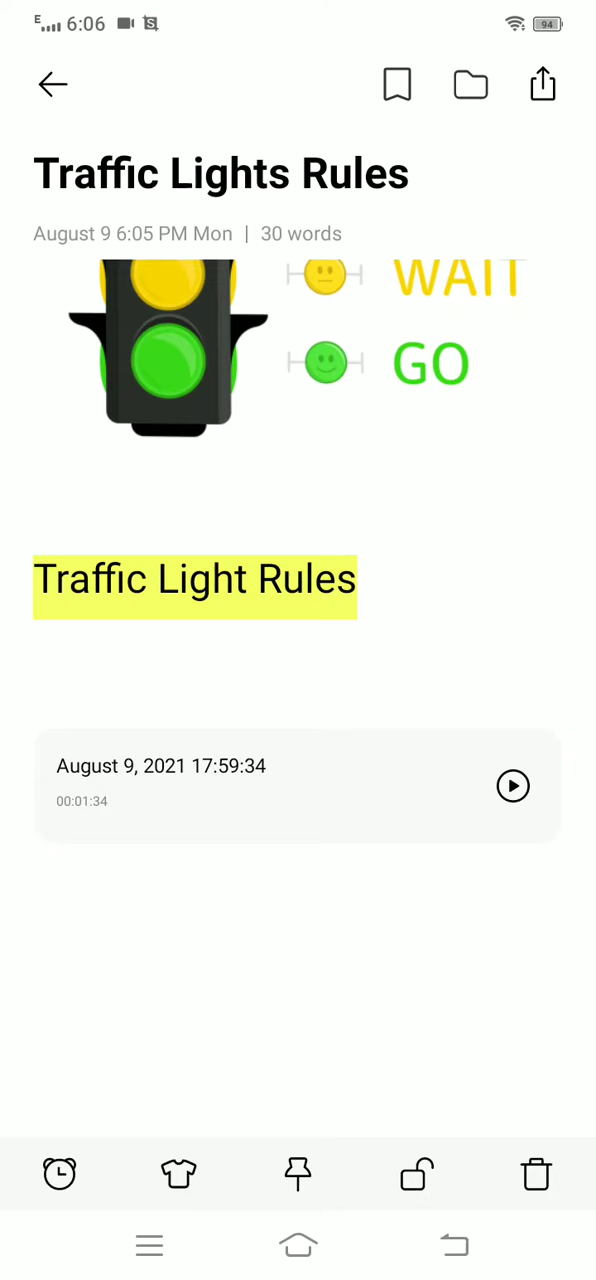 E 6:06 94
Traffic Lights Rules
August 9 6:05 PM Mon | 30 words
WAIT
GO
Traffic Light Rules
August 9, 2021 17:59:34
00:01:34